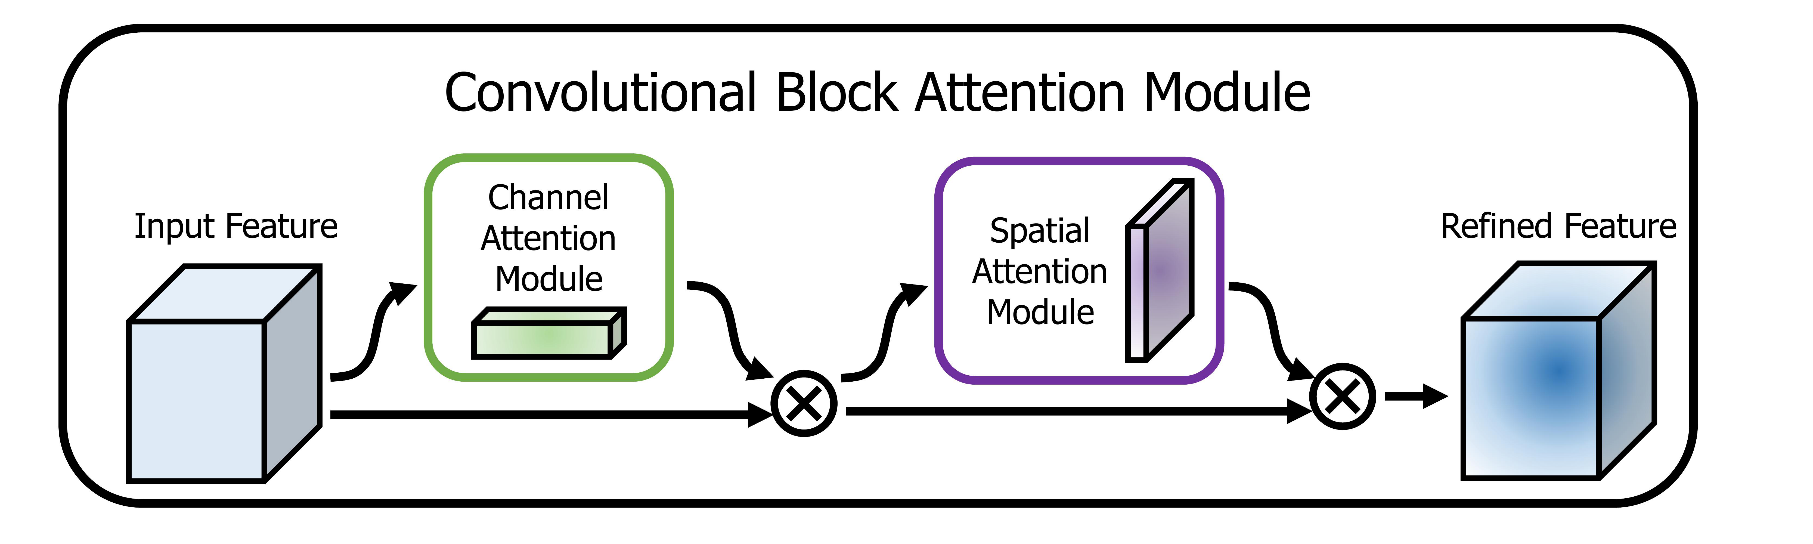 Convolutional Block Attention Module
Input Feature
Channel
Attention
Module
Spatial
Attention
Module
Refined Feature